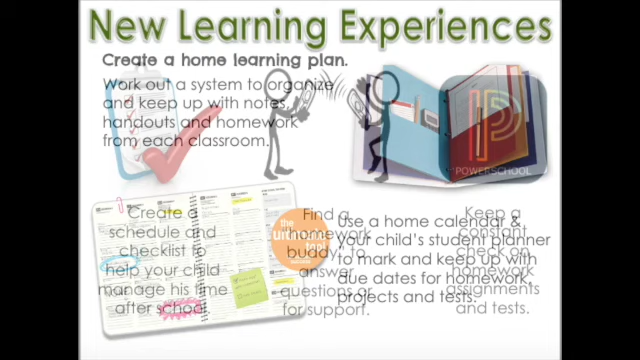 New Learning Experiences
Create a home learning plan.
Work out a system to organize
and keep up with notes,
handouts and homework
from each classroom.
POWERSCHOOL
Create a
schedule and
checklist to
help your child
manage his time
after school.
Find a
"homework
buddy" to
answer
questions or
for support.
Keep a
constant
check on
homework
assignments
and tests.
Use a home calendar &
your child's student planner
to mark and keep up with
due dates for homework,
projects and tests.
the